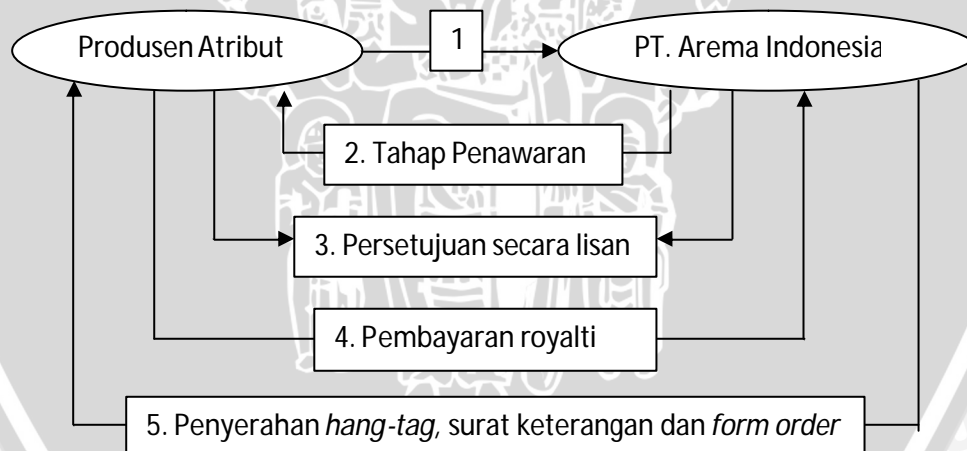 Produsen Atribut
1
PT. Arema Indonesia
2. Tahap Penawaran
3. Persetujuan secara lisan
4. Pembayaran royalti
5. Penyerahan hang-tag, surat keterangan dan form order